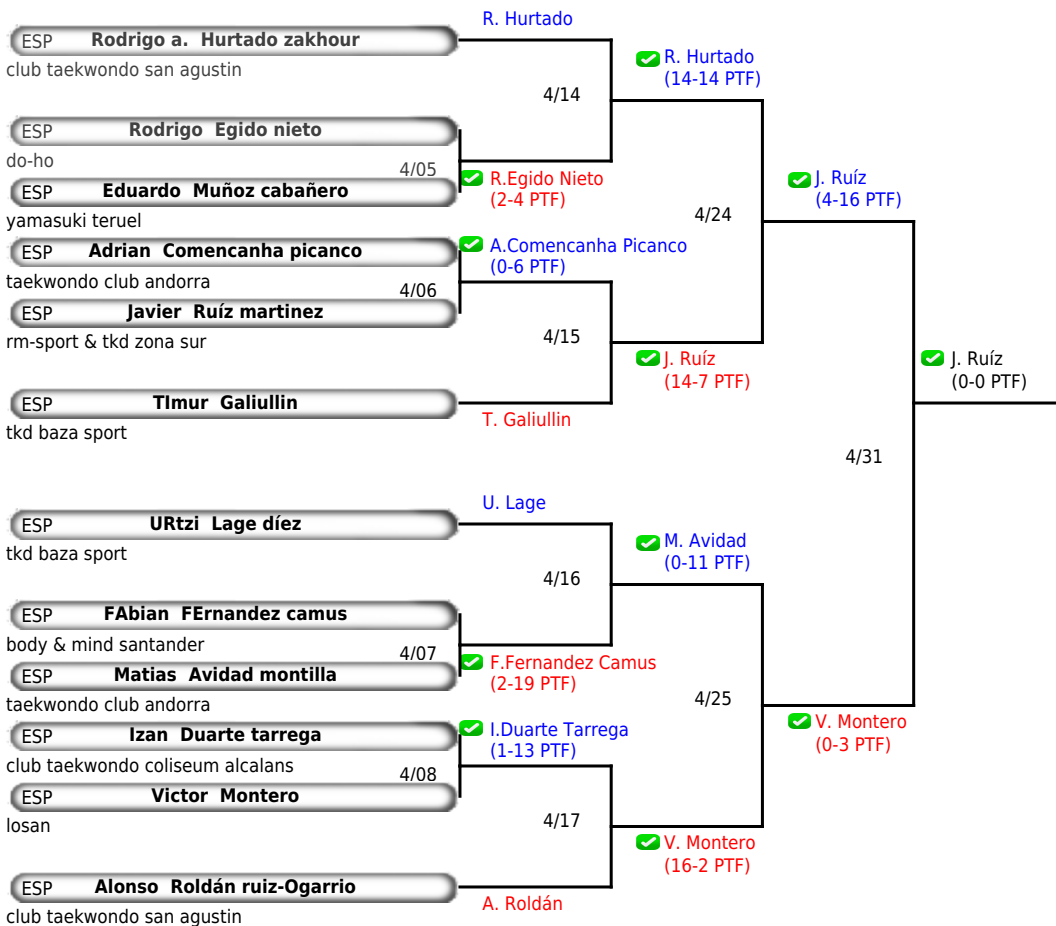 R. Hurtado
ESP Rodrigo a. Hurtado zakhour
club taekwondo san agustin
R. Hurtado
(14-14 PTF)
4/14
ESP Rodrigo Egido nieto
do-ho
4/05
R.Egido Nieto
(2-4 PTF)
ESP Eduardo Muñoz cabañero
yamasuki teruel
J. Ruíz
(4-16 PTF)
4/24
ESP Adrian Comencanha picanco
taekwondo club andorra
A.Comencanha Picanco
(0-6 PTF)
4/06
ESP Javier Ruíz martinez
rm-sport & tkd zona sur
4/15
J. Ruíz
(14-7 PTF)
J. Ruíz
(0-0 PTF)
ESP TImur Galiullin
tkd baza sport
T. Galiullin
4/31
U. Lage
ESP URtzi Lage díez
tkd baza sport
M. Avidad
(0-11 PTF)
4/16
ESP FAbian FErnandez camus
body & mind santander
4/07
F.Fernandez Camus
(2-19 PTF)
ESP Matias Avidad montilla
taekwondo club andorra
4/25
V. Montero
(0-3 PTF)
ESP Izan Duarte tarrega
club taekwondo coliseum alcalans
I.Duarte Tarrega
(1-13 PTF)
4/08
ESP Victor Montero
losan
4/17
V. Montero
(16-2 PTF)
ESP Alonso Roldán ruiz-Ogarrio
club taekwondo san agustin
A. Roldán